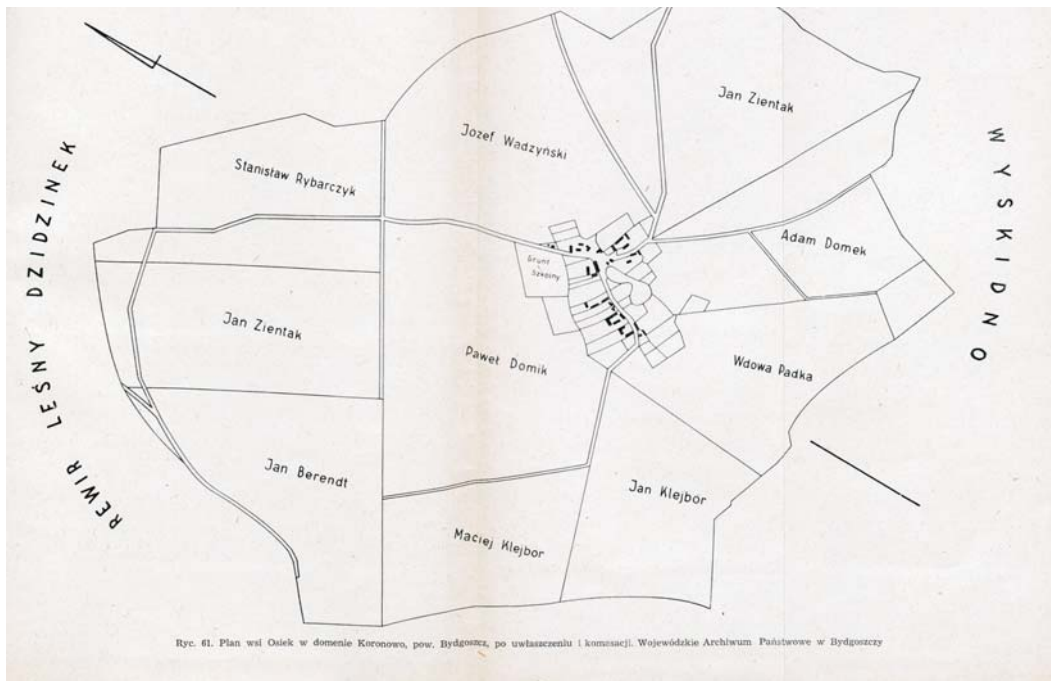 Jan Zientak
Józef Wadzyński
WYSKIDNO
Stanisław Rybarczyk
REWIR LEŚNY DZIDZINEK
Adam Domek
Grunt
Szkolny
Jan Zientak
Paweł Domik
Wdowa Padka
Jan Berendt
Jan Klejbor
Maciej Klejbor
Ryc. 61. Plan wsi Osiek w domenie Koronowo, pow. Bydgoszcz, po uwłaszczeniu i komasacji. Wojewódzkie Archiwum Państwowe w Bydgoszczy